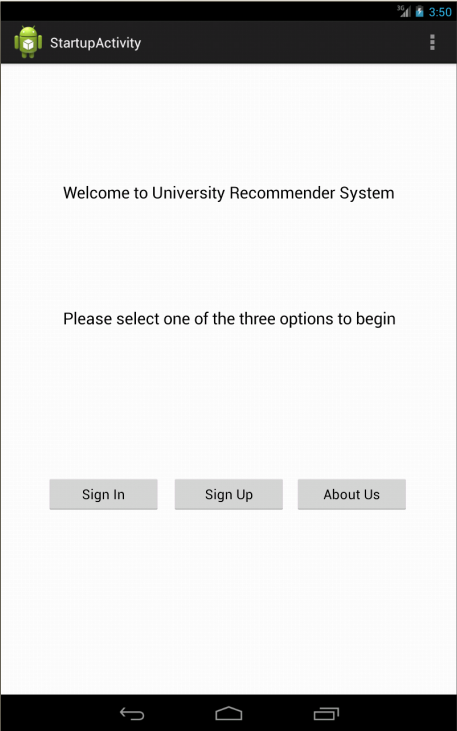 3G 3:50
StartupActivity
Welcome to University Recommender System
Please select one of the three options to begin
Sign In Sign Up About Us